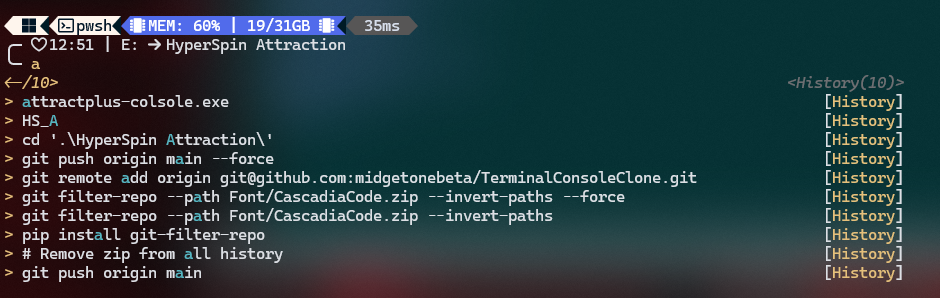 pwsh MEM: 60% | 19/31GB 35ms
♡12:51 | E: → HyperSpin Attraction
a
<-/10> <History(10)>
> attractplus-colsole.exe [History]
> HS_A [History]
> cd '.\HyperSpin Attraction\' [History]
> git push origin main --force [History]
> git remote add origin git@github.com:midgetonebeta/TerminalConsoleClone.git [History]
> git filter-repo --path Font/CascadiaCode.zip --invert-paths --force [History]
> git filter-repo --path Font/CascadiaCode.zip --invert-paths [History]
> pip install git-filter-repo [History]
> # Remove zip from all history [History]
> git push origin main [History]